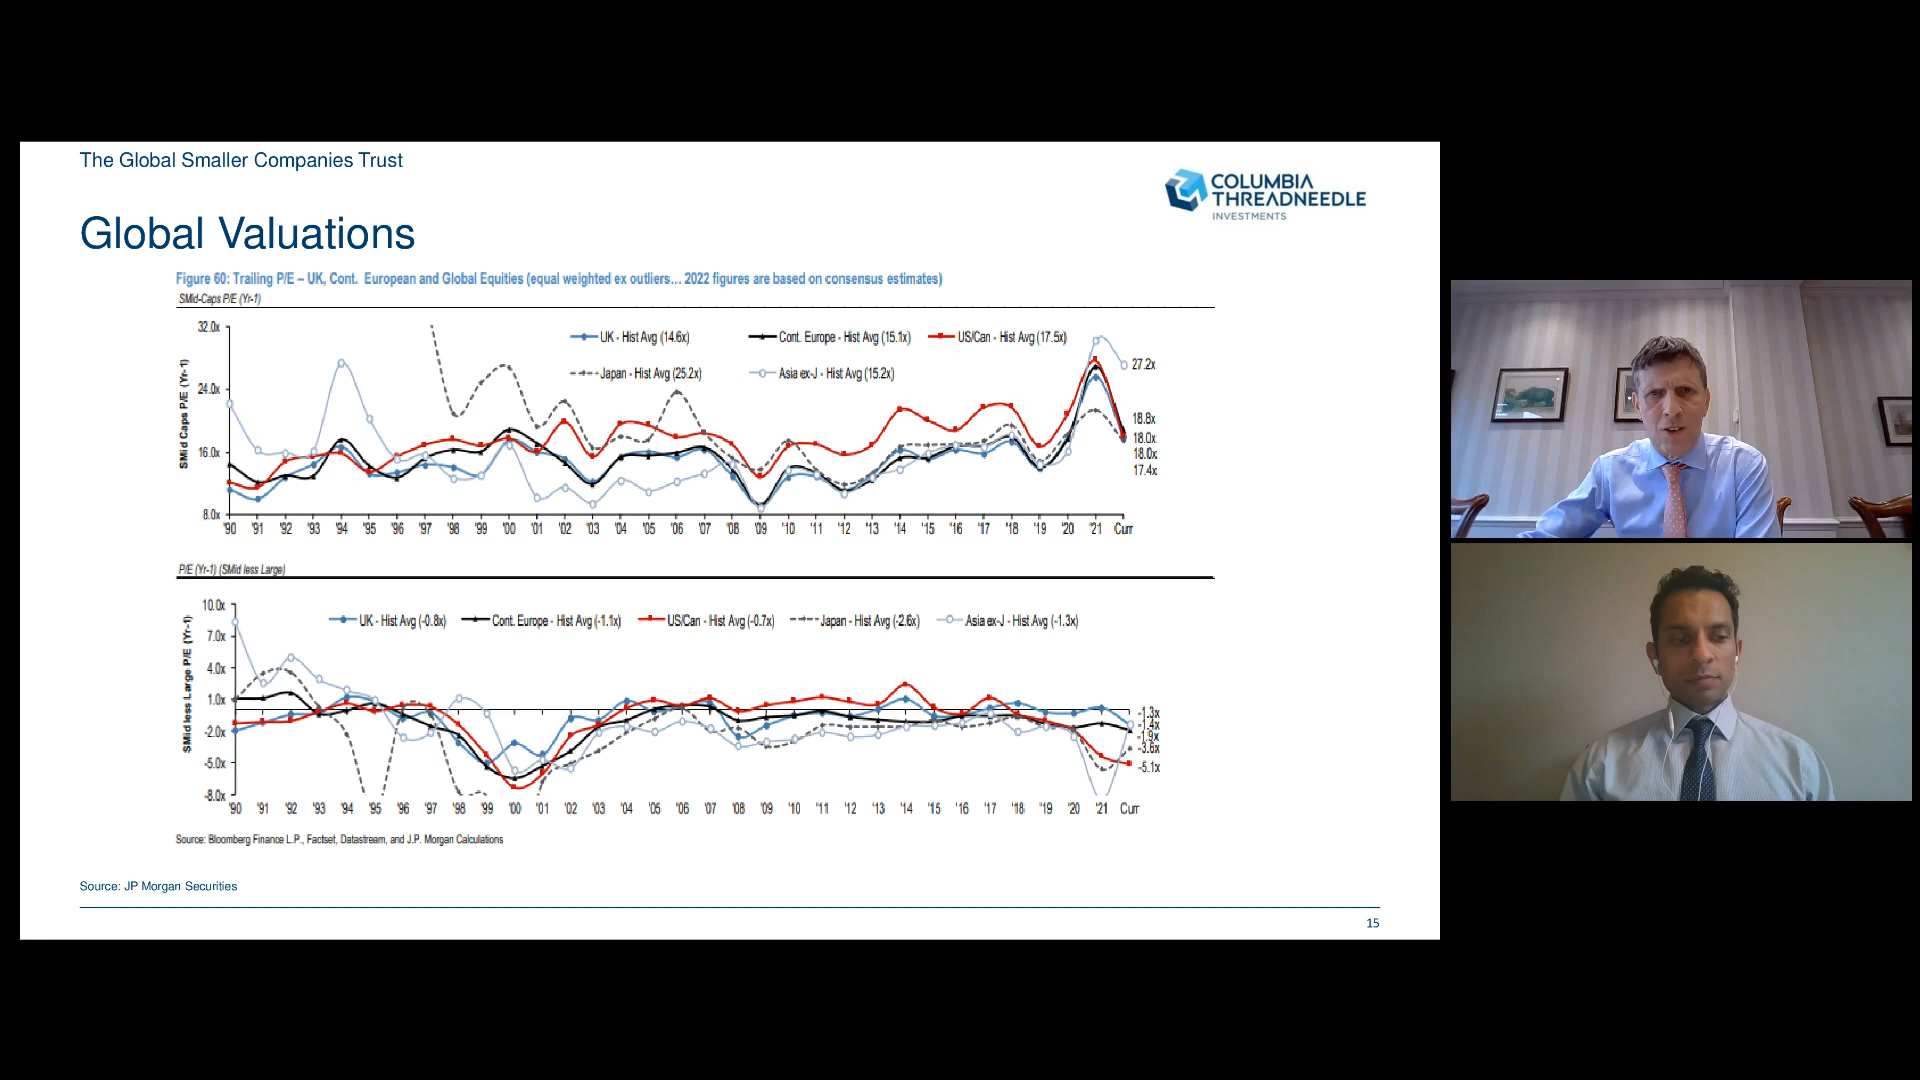 The Global Smaller Companies Trust
COLUMBIA
THREADNEEDLE
INVESTMENTS
Global Valuations
Figure 60: Trailing P/E – UK, Cont. European and Global Equities (equal weighted ex outliers… 2022 figures are based on consensus estimates)
SMid-Caps P/E (Yr-1)
SMid Caps P/E (Yr-1)
32.0x
24.0x
16.0x
8.0x
UK - Hist Avg (14.6x)
Cont. Europe - Hist Avg (15.1x)
US/Can - Hist Avg (17.5x)
Japan - Hist Avg (25.2x)
Asia ex-J - Hist Avg (15.2x)
27.2x
18.8x
18.0x
18.0x
17.4x
'90 '91 '92 '93 '94 '95 '96 '97 '98 '99 '00 '01 '02 '03 '04 '05 '06 '07 '08 '09 '10 '11 '12 '13 '14 '15 '16 '17 '18 '19 '20 '21 Curr
P/E (Yr-1) (SMid less Large)
SMid less Large P/E (Yr-1)
10.0x
7.0x
4.0x
1.0x
-2.0x
-5.0x
-8.0x
UK - Hist Avg (-0.8x)
Cont. Europe - Hist Avg (-1.1x)
US/Can - Hist Avg (-0.7x)
Japan - Hist Avg (-2.6x)
Asia ex-J - Hist Avg (-1.3x)
-1.3x
-1.4x
-1.9x
-3.6x
-5.1x
'90 '91 '92 '93 '94 '95 '96 '97 '98 '99 '00 '01 '02 '03 '04 '05 '06 '07 '08 '09 '10 '11 '12 '13 '14 '15 '16 '17 '18 '19 '20 '21 Curr
Source: Bloomberg Finance L.P., Factset, Datastream, and J.P. Morgan Calculations
Source: JP Morgan Securities
15